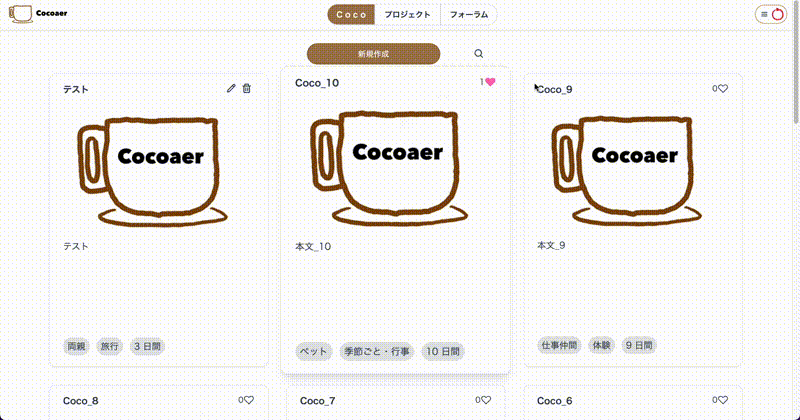 Cocoaer
Coco
プロジェクト
フォーラム
新規作成
テスト
Cocoaer
テスト
両親 旅行 3 日間
Coco_10 1
Cocoaer
本文_10
ペット 季節ごと・行事 10 日間
Coco_9 0
Cocoaer
本文_9
仕事仲間 体験 9 日間
Coco_8 0
Coco_7 0
Coco_6 0